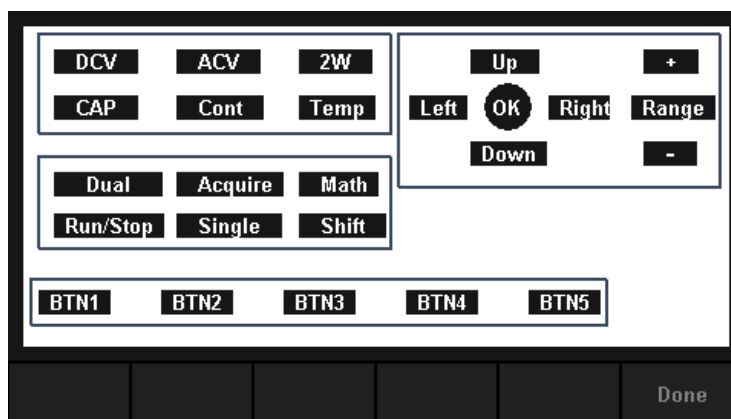 DCV ACV 2W
CAP Cont Temp
Up +
Left OK Right Range
Down -
Dual Acquire Math
Run/Stop Single Shift
BTN1 BTN2 BTN3 BTN4 BTN5
Done